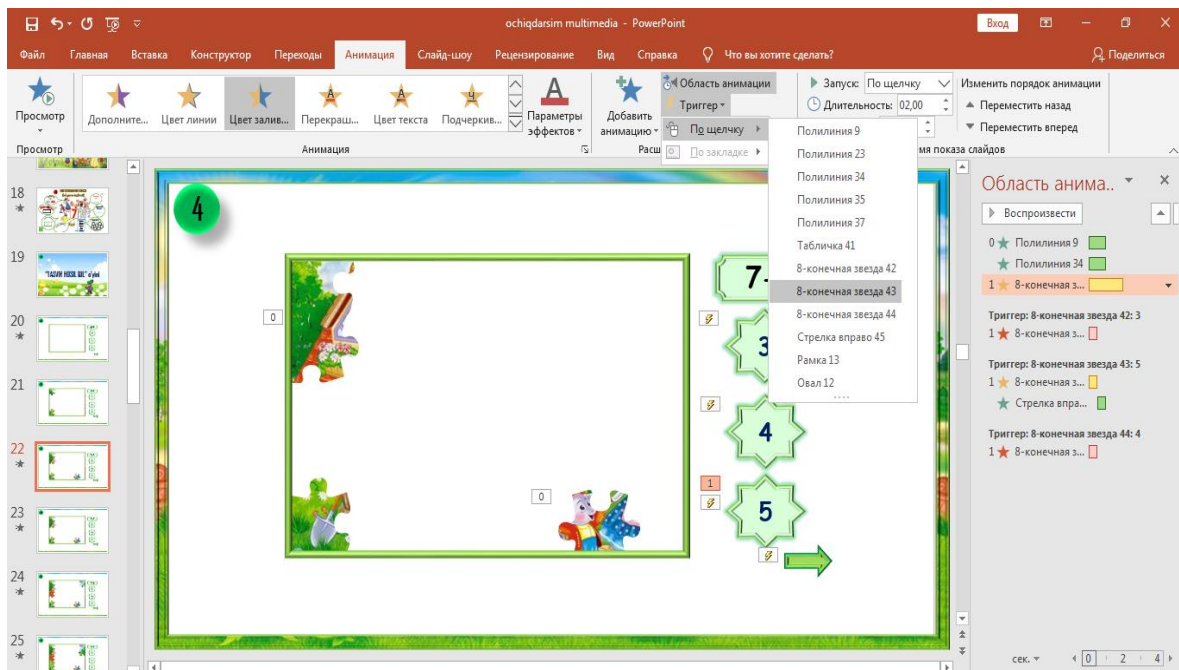 ochiqdarsim multimedia - PowerPoint
Вход
Файл Главная Вставка Конструктор Переходы Анимация Слайд-шоу Рецензирование Вид Справка Что вы хотите сделать? Поделиться
Просмотр
Дополните... Цвет линии Цвет залив... Перекраш... Цвет текста Подчеркив...
Параметры эффектов
Добавить анимацию
Область анимации
Триггер
Запуск: По щелчку
Длительность: 02,00
Изменить порядок анимации
Переместить назад
Переместить вперед
Просмотр
Анимация
Расш
мя показа слайдов
По щелчку
По закладке
Полилиния 9
Полилиния 23
Полилиния 34
Полилиния 35
Полилиния 37
Табличка 41
8-конечная звезда 42
8-конечная звезда 43
8-конечная звезда 44
Стрелка вправо 45
Рамка 13
Овал 12
18
19
20
21
22
23
24
25
4
0
0
7-
3
4
1
5
Область анима..
Воспроизвести
0 Полилиния 9
Полилиния 34
1 8-конечная з...
Триггер: 8-конечная звезда 42: 3
1 8-конечная з...
Триггер: 8-конечная звезда 43: 5
1 8-конечная з...
Стрелка впра...
Триггер: 8-конечная звезда 44: 4
1 8-конечная з...
сек. 0 2 4